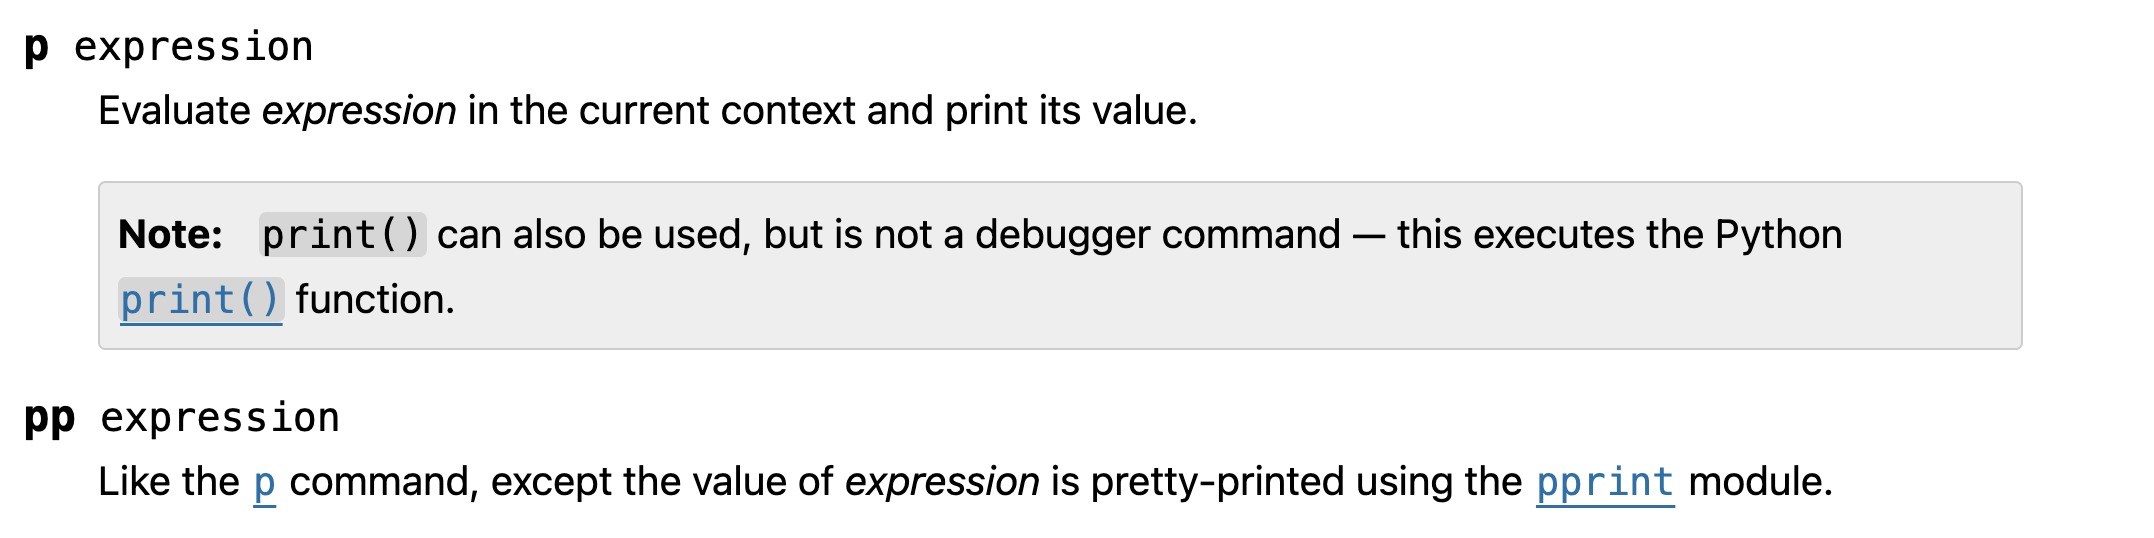 p expression
Evaluate expression in the current context and print its value.
Note: print() can also be used, but is not a debugger command — this executes the Python
print() function.
pp expression
Like the p command, except the value of expression is pretty-printed using the pprint module.